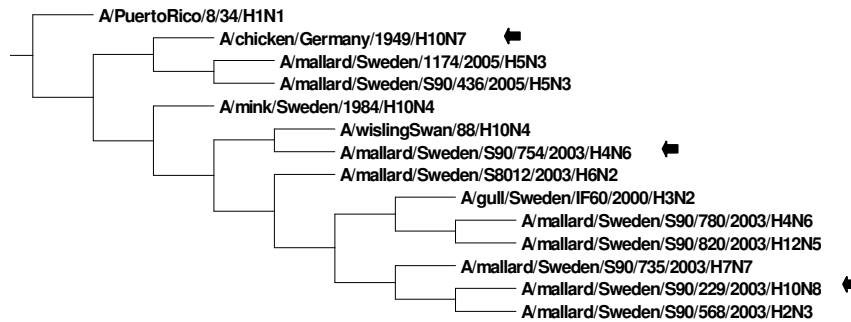 A/PuertoRico/8/34/H1N1
A/chicken/Germany/1949/H10N7
A/mallard/Sweden/1174/2005/H5N3
A/mallard/Sweden/S90/436/2005/H5N3
A/mink/Sweden/1984/H10N4
A/wislingSwan/88/H10N4
A/mallard/Sweden/S90/754/2003/H4N6
A/mallard/Sweden/S8012/2003/H6N2
A/gull/Sweden/IF60/2000/H3N2
A/mallard/Sweden/S90/780/2003/H4N6
A/mallard/Sweden/S90/820/2003/H12N5
A/mallard/Sweden/S90/735/2003/H7N7
A/mallard/Sweden/S90/229/2003/H10N8
A/mallard/Sweden/S90/568/2003/H2N3